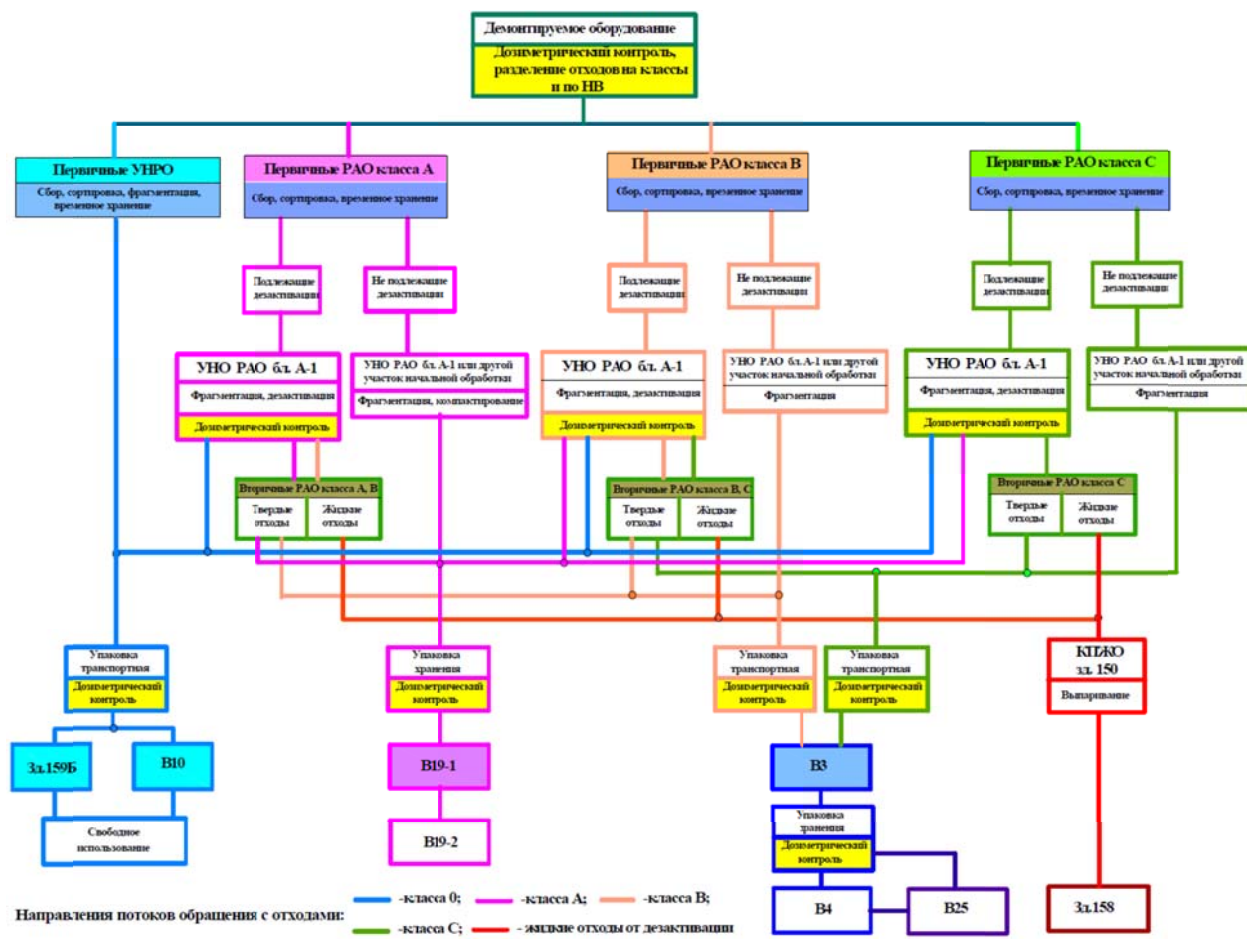 Демонтируемое оборудование
Дозиметрический контроль,
разделение отходов на классы
и по НВ
Первичные УНРО
Сбор, сортировка, фрагментация,
временное хранение
Первичные РАО класса А
Сбор, сортировка, временное хранение
Первичные РАО класса В
Сбор, сортировка, временное хранение
Первичные РАО класса С
Сбор, сортировка, временное хранение
Подлежащие
дезактивации
Не подлежащие
дезактивации
Подлежащие
дезактивации
Не подлежащие
дезактивации
Подлежащие
дезактивации
Не подлежащие
дезактивации
УНО РАО бл. А-1
Фрагментация, дезактивация
Дозиметрический контроль
УНО РАО бл. А-1 или другой
участок начальной обработки
Фрагментация, компактирование
УНО РАО бл. А-1
Фрагментация, дезактивация
Дозиметрический контроль
УНО РАО бл. А-1 или другой
участок начальной обработки
Фрагментация
УНО РАО бл. А-1
Фрагментация, дезактивация
Дозиметрический контроль
УНО РАО бл. А-1 или другой
участок начальной обработки
Фрагментация
Вторичные РАО класса А, В
Твердые
отходы
Жидкие
отходы
Вторичные РАО класса В, С
Твердые
отходы
Жидкие
отходы
Вторичные РАО класса С
Твердые
отходы
Жидкие
отходы
Упаковка
транспортная
Дозиметрический
контроль
Упаковка
хранения
Дозиметрический
контроль
Упаковка
транспортная
Дозиметрический
контроль
Упаковка
транспортная
Дозиметрический
контроль
КПЖО
зд. 150
Выпаривание
Зд.159Б
В10
В19-1
В3
Свободное
использование
В19-2
Упаковка
хранения
Дозиметрический
контроль
В4
В25
Зд.158
Направления потоков обращения с отходами:
-класса 0;
-класса А;
-класса В;
-класса С;
- жидкие отходы от дезактивации